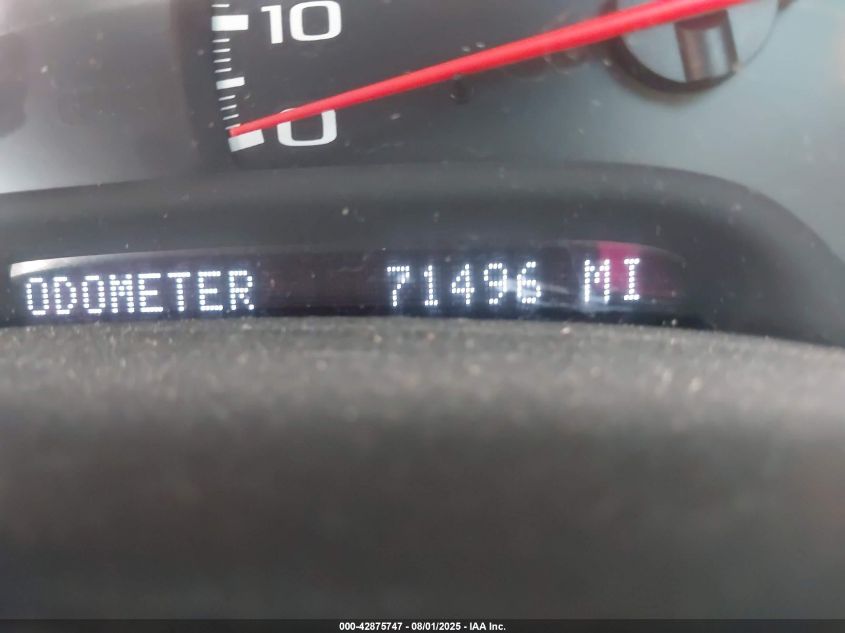 10
0
ODOMETER 71496 MI
000-42875747 - 08/01/2025 - IAA Inc.